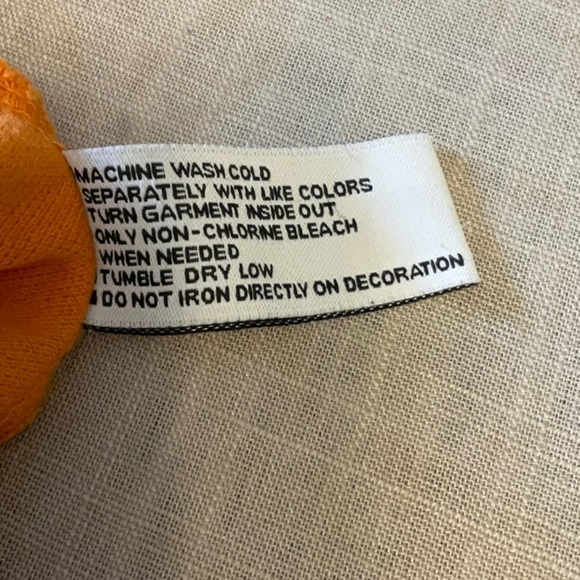 MACHINE WASH COLD
SEPARATELY WITH LIKE COLORS
TURN GARMENT INSIDE OUT
ONLY NON-CHLORINE BLEACH
WHEN NEEDED
TUMBLE DRY LOW
DO NOT IRON DIRECTLY ON DECORATION